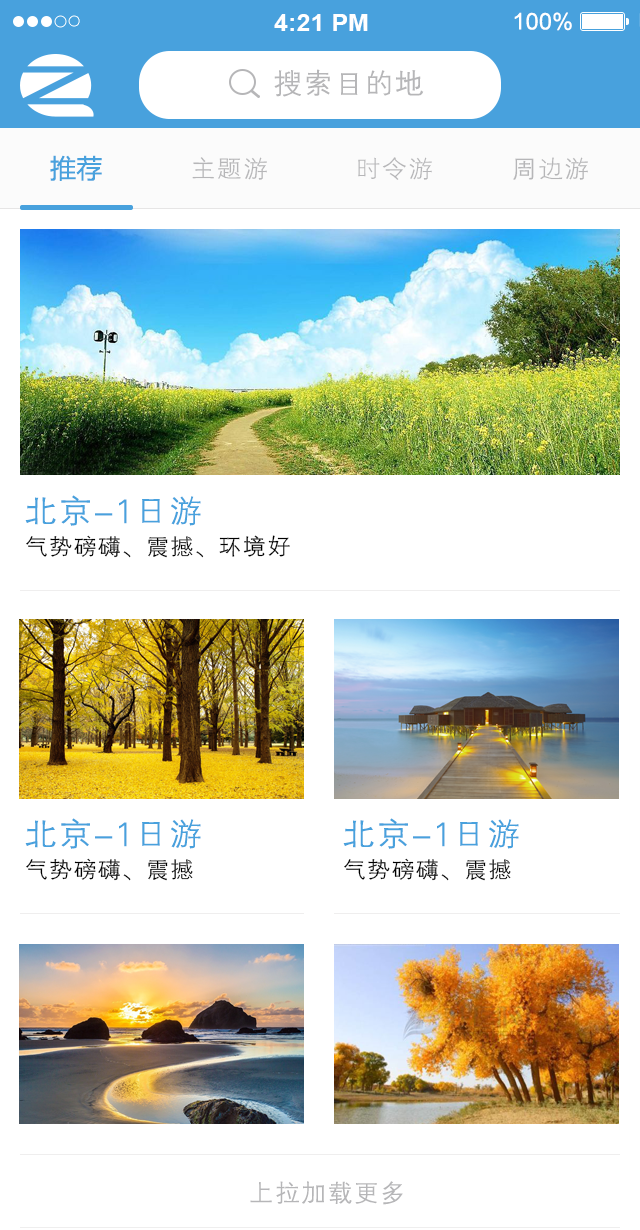 4:21 PM
100%
搜索目的地
推荐 主题游 时令游 周边游
北京–1日游
气势磅礴、震撼、环境好
北京–1日游
气势磅礴、震撼
北京–1日游
气势磅礴、震撼
上拉加载更多